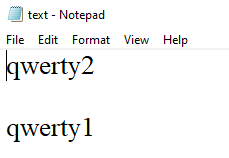 text - Notepad
File Edit Format View Help
qwerty2
qwerty1